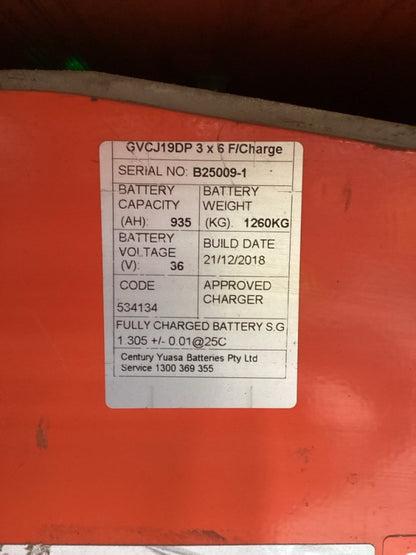 GVCJ19DP 3 x 6 F/Charge
SERIAL NO: B25009-1
BATTERY CAPACITY (AH): 935
BATTERY WEIGHT (KG). 1260KG
BATTERY VOLTAGE (V): 36
BUILD DATE 21/12/2018
CODE 534134
APPROVED CHARGER
FULLY CHARGED BATTERY S.G
1 305 +/- 0.01@25C
Century Yuasa Batteries Pty Ltd
Service 1300 369 355